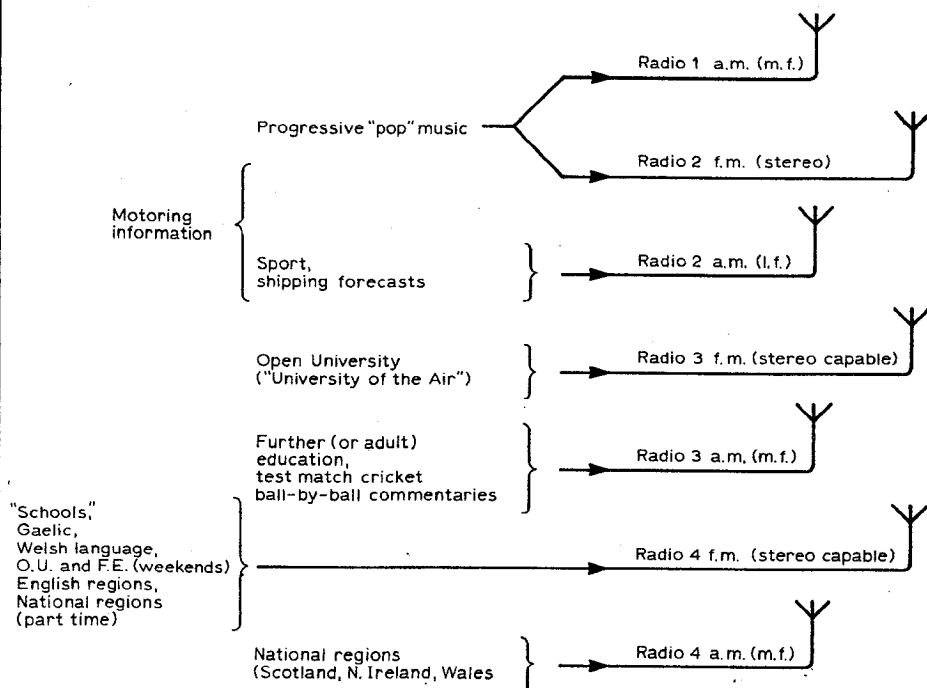 Radio 1 a.m. (m.f.)
Progressive "pop" music
Radio 2 f.m. (stereo)
Motoring
information
Sport,
shipping forecasts
Radio 2 a.m. (l.f.)
Open University
("University of the Air")
Radio 3 f.m. (stereo capable)
Further (or adult)
education,
test match cricket
ball-by-ball commentaries
Radio 3 a.m. (m.f.)
"Schools,"
Gaelic,
Welsh language,
O.U. and F.E. (weekends)
English regions,
National regions
(part time)
Radio 4 f.m. (stereo capable)
National regions
(Scotland, N. Ireland, Wales
Radio 4 a.m. (m.f.)